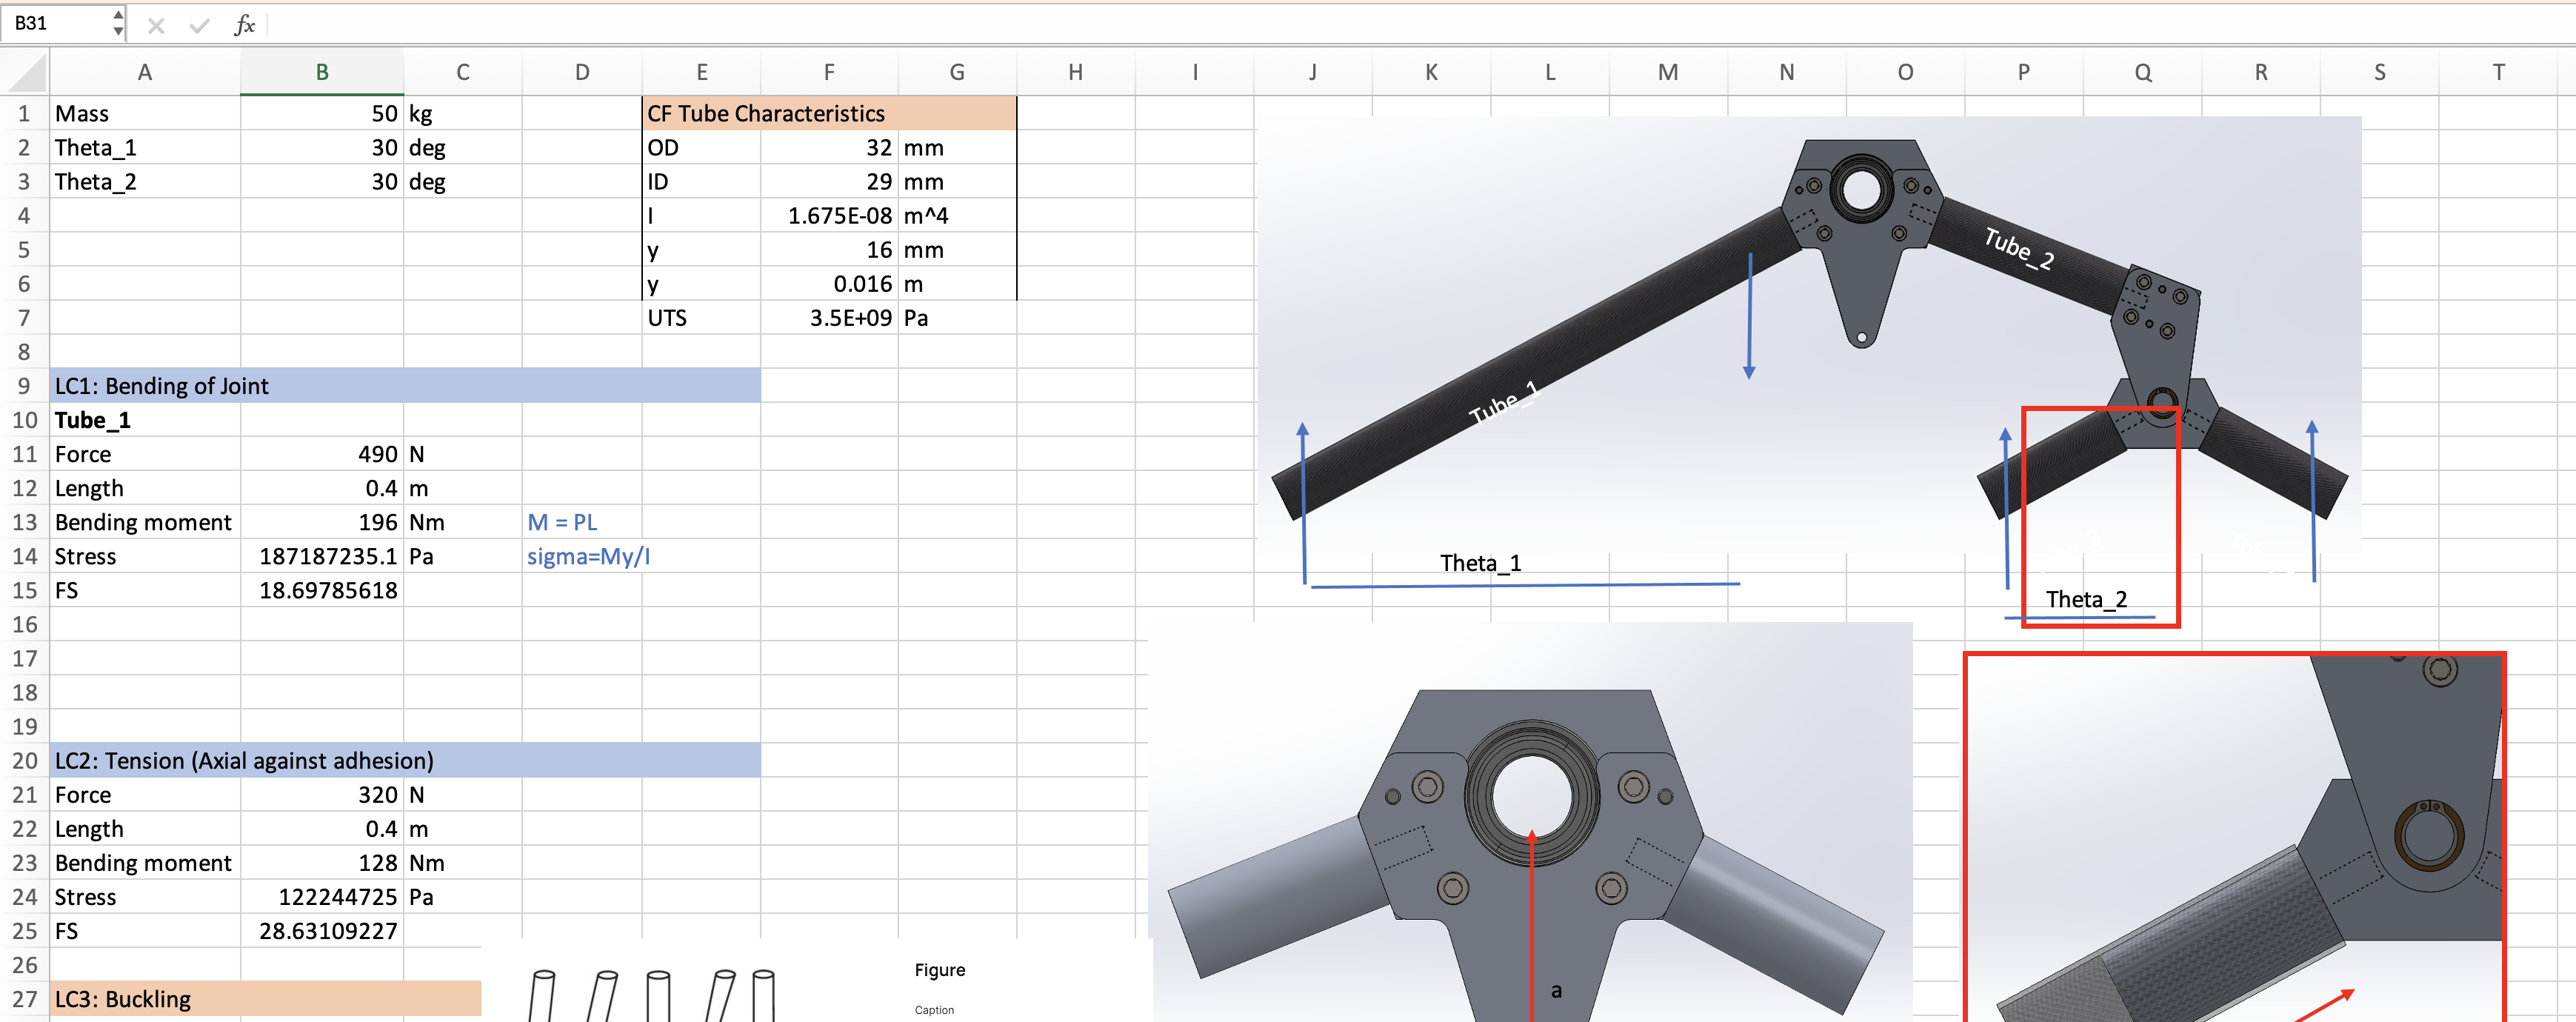 B31 fx
A B C D E F G H I J K L M N O P Q R S T
1 Mass 50 kg CF Tube Characteristics
2 Theta_1 30 deg OD 32 mm
3 Theta_2 30 deg ID 29 mm
4 I 1.675E-08 m^4
5 y 16 mm
6 y 0.016 m
7 UTS 3.5E+09 Pa
8
9 LC1: Bending of Joint
10 Tube_1
11 Force 490 N
12 Length 0.4 m
13 Bending moment 196 Nm M = PL
14 Stress 187187235.1 Pa sigma=My/I
15 FS 18.69785618
16
17
18
19
20 LC2: Tension (Axial against adhesion)
21 Force 320 N
22 Length 0.4 m
23 Bending moment 128 Nm
24 Stress 122244725 Pa
25 FS 28.63109227
26
27 LC3: Buckling
Figure
Caption
Tube_1
Tube_2
Theta_1
Theta_2
a